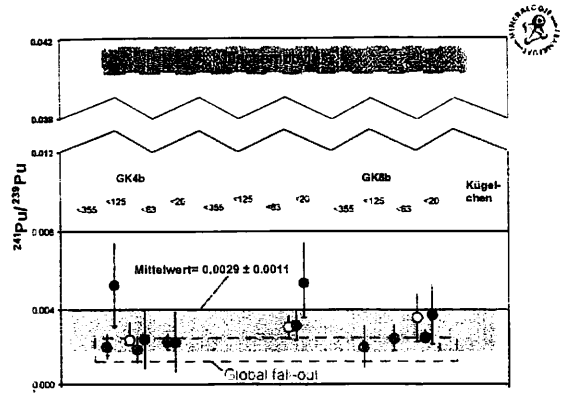 MINERALCOIF FRANKFURT
0.042
0.038
0.012
GK4b
GK8b
Kügel-
chen
<355 <125 <63 <20 <355 <125 <63 <20 <355 <125 <63 <20
0.008
Mittelwert= 0,0029 ± 0.0011
0.004
0.000
Global fall-out
241Pu/239Pu